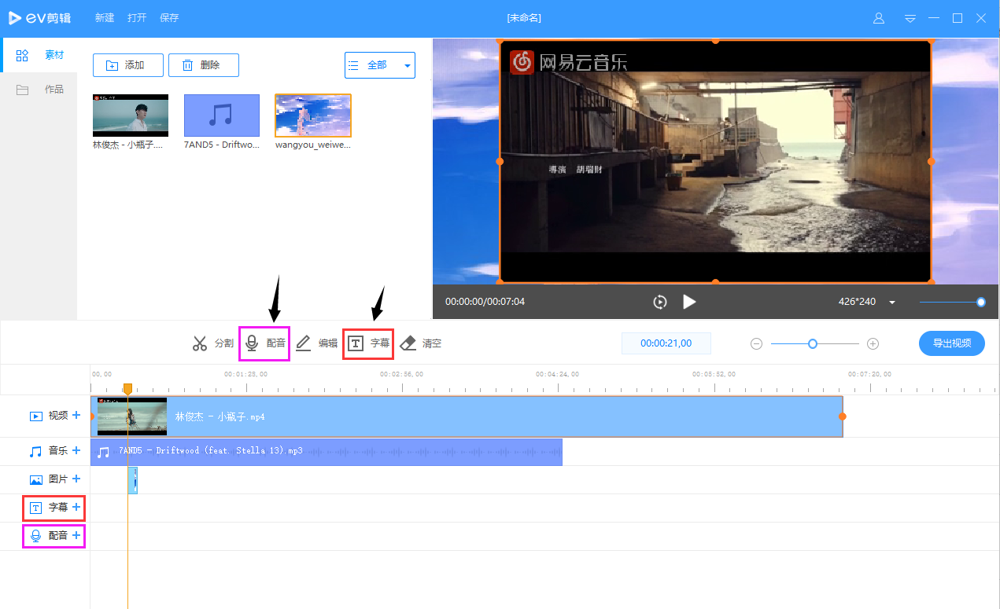 EV剪辑 新建 打开 保存 [未命名]
素材
作品
添加 删除 全部
林俊杰 - 小瓶子.... 7AND5 - Driftwo... wangyou_weiwe...
网易云音乐
導演 胡瑞財
00:00:00/00:07:04 426*240
分割 配音 编辑 字幕 清空 00:00:21,00 导出视频
00, 00 00:01:28, 00 00:02:56, 00 00:04:24, 00 00:05:52, 00 00:07:20, 00
视频 + 林俊杰 - 小瓶子.mp4
音乐 + 7AND5 - Driftwood (feat. Stella 13).mp3
图片 +
T 字幕 +
配音 +